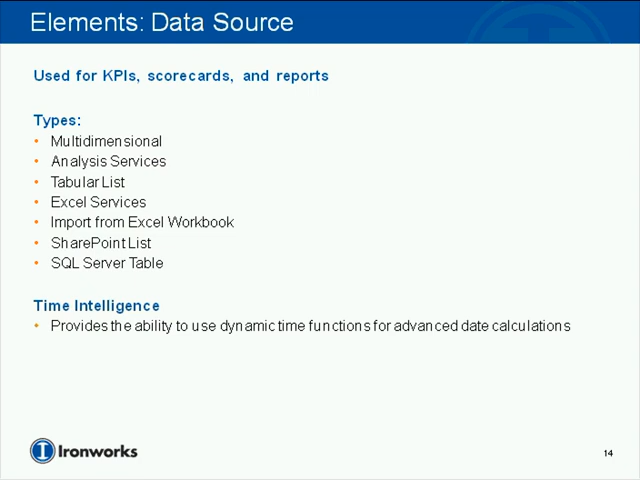 Elements: Data Source
Used for KPIs, scorecards, and reports
Types:
• Multidimensional
• Analysis Services
• Tabular List
• Excel Services
• Import from Excel Workbook
• SharePoint List
• SQL Server Table
Time Intelligence
• Provides the ability to use dynamic time functions for advanced date calculations
Ironworks
14